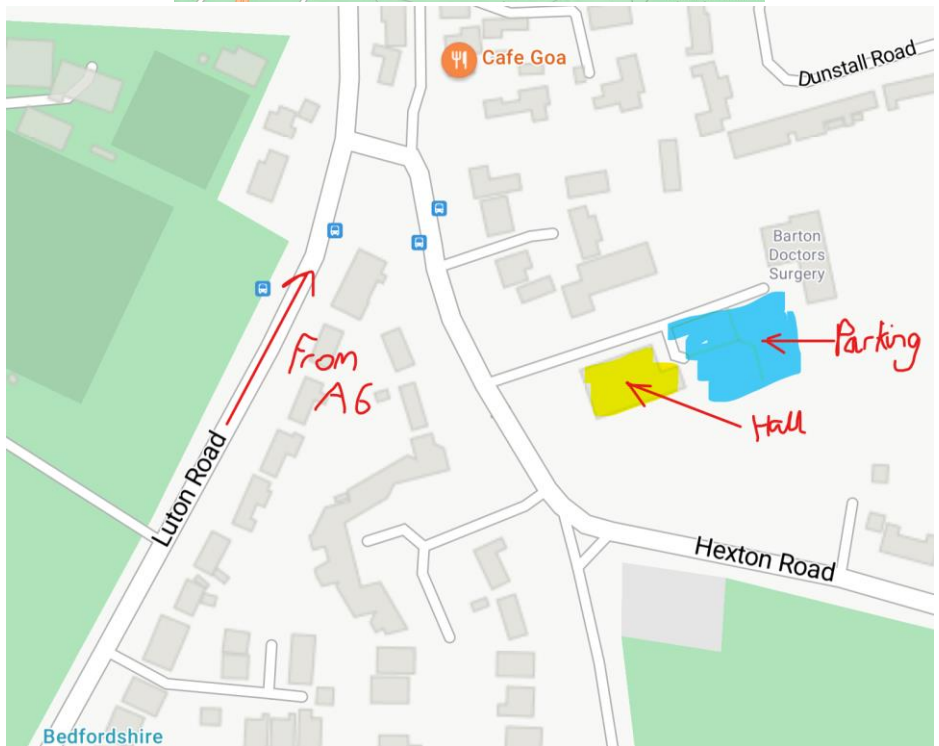 Cafe Goa
Dunstall Road
Barton
Doctors
Surgery
Parking
From
A6
Hall
Luton Road
Hexton Road
Bedfordshire